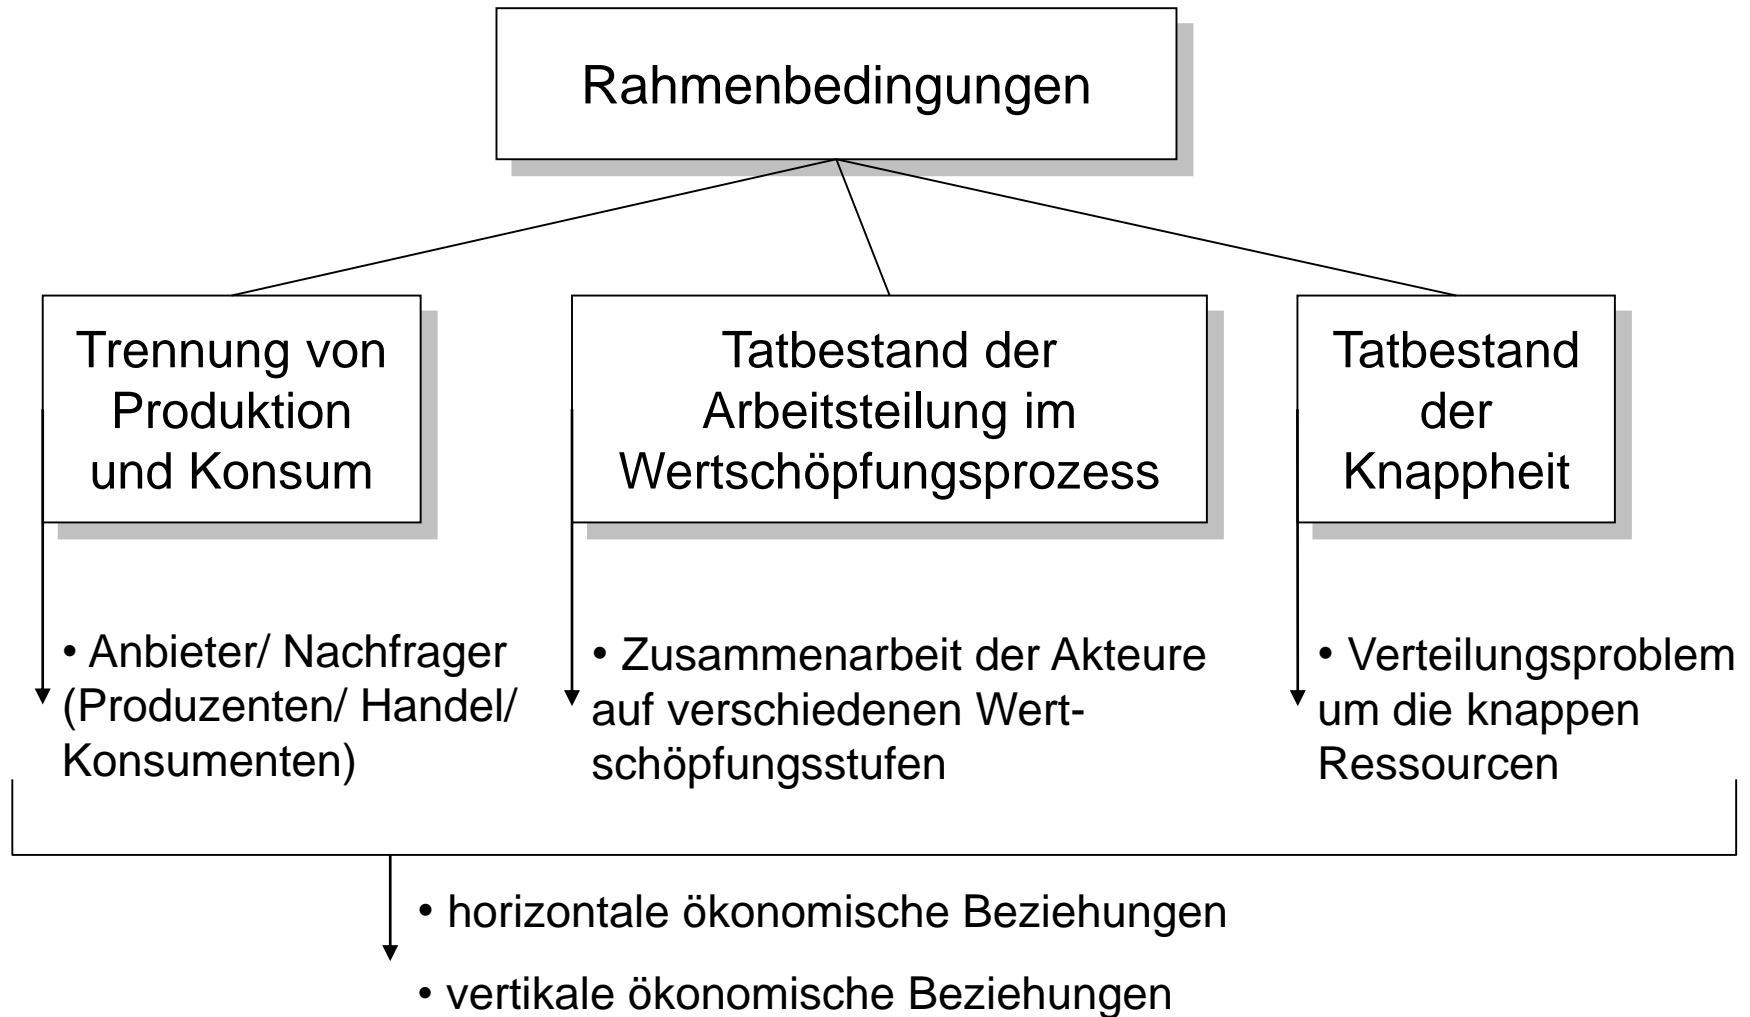 Rahmenbedingungen
Trennung von
Produktion
und Konsum
Tatbestand der
Arbeitsteilung im
Wertschöpfungsprozess
Tatbestand
der
Knappheit
• Anbieter/ Nachfrager
(Produzenten/ Handel/
Konsumenten)
• Zusammenarbeit der Akteure
auf verschiedenen Wert-
schöpfungsstufen
• Verteilungsproblem
um die knappen
Ressourcen
• horizontale ökonomische Beziehungen
• vertikale ökonomische Beziehungen